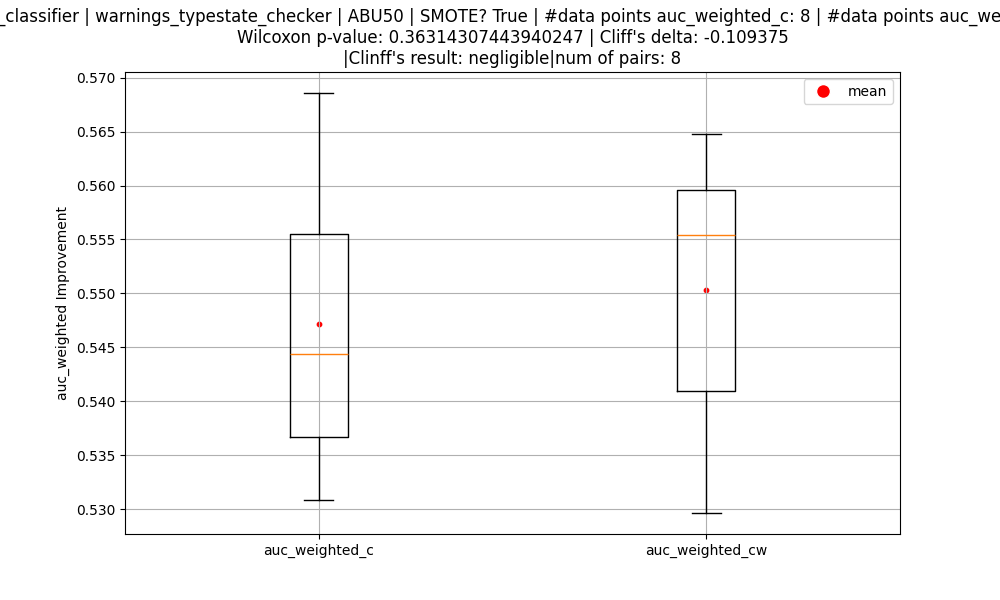 _classifier | warnings_typestate_checker | ABU50 | SMOTE? True | #data points auc_weighted_c: 8 | #data points auc_we
Wilcoxon p-value: 0.36314307443940247 | Cliff's delta: -0.109375
|Clinff's result: negligible|num of pairs: 8
mean
0.570
0.565
0.560
0.555
0.550
0.545
0.540
0.535
0.530
auc_weighted Improvement
auc_weighted_c
auc_weighted_cw